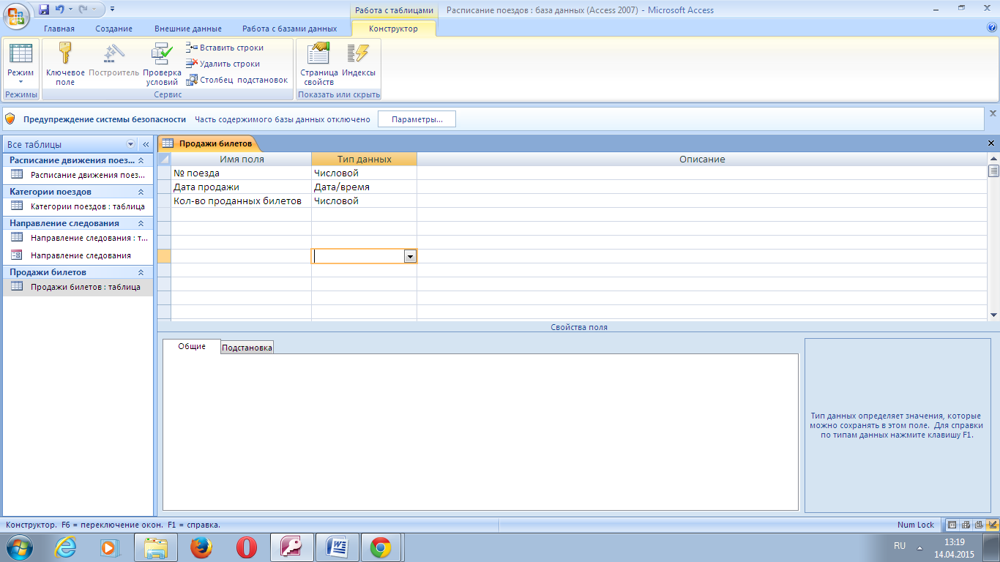 Работа с таблицами
Расписание поездов : база данных (Access 2007) - Microsoft Access
Главная
Создание
Внешние данные
Работа с базами данных
Конструктор
Режим
Режимы
Ключевое
поле
Построитель
Проверка
условий
Вставить строки
Удалить строки
Столбец подстановок
Сервис
Страница
свойств
Индексы
Показать или скрыть
Предупреждение системы безопасности
Часть содержимого базы данных отключено
Параметры...
Все таблицы
Расписание движения поез...
Расписание движения поез...
Категории поездов
Категории поездов : таблица
Направление следования
Направление следования : т...
Направление следования
Продажи билетов
Продажи билетов : таблица
Продажи билетов
Имя поля Тип данных Описание
№ поезда Числовой
Дата продажи Дата/время
Кол-во проданных билетов Числовой
Свойства поля
Общие
Подстановка
Тип данных определяет значения, которые
можно сохранять в этом поле. Для справки
по типам данных нажмите клавишу F1.
Конструктор. F6 = переключение окон. F1 = справка.
Num Lock
RU
13:19
14.04.2015